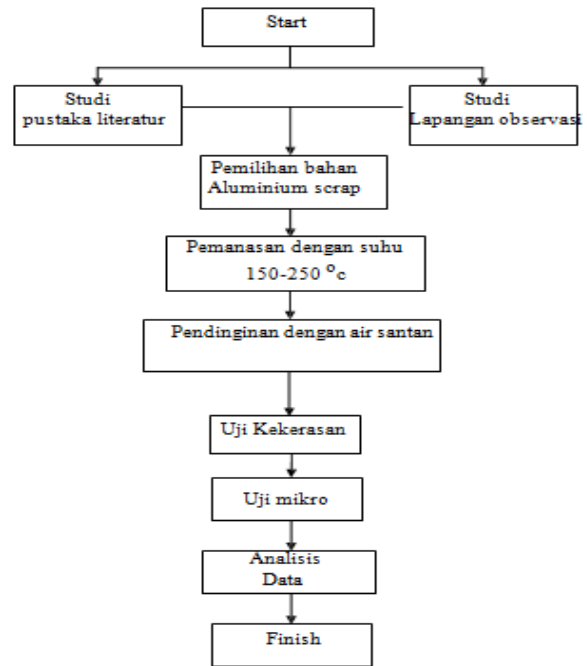 Start
Studi
pustaka literatur
Studi
Lapangan observasi
Pemilihan bahan
Aluminium scrap
Pemanasan dengan suhu
150-250 °c
Pendinginan dengan air santan
Uji Kekerasan
Uji mikro
Analisis
Data
Finish